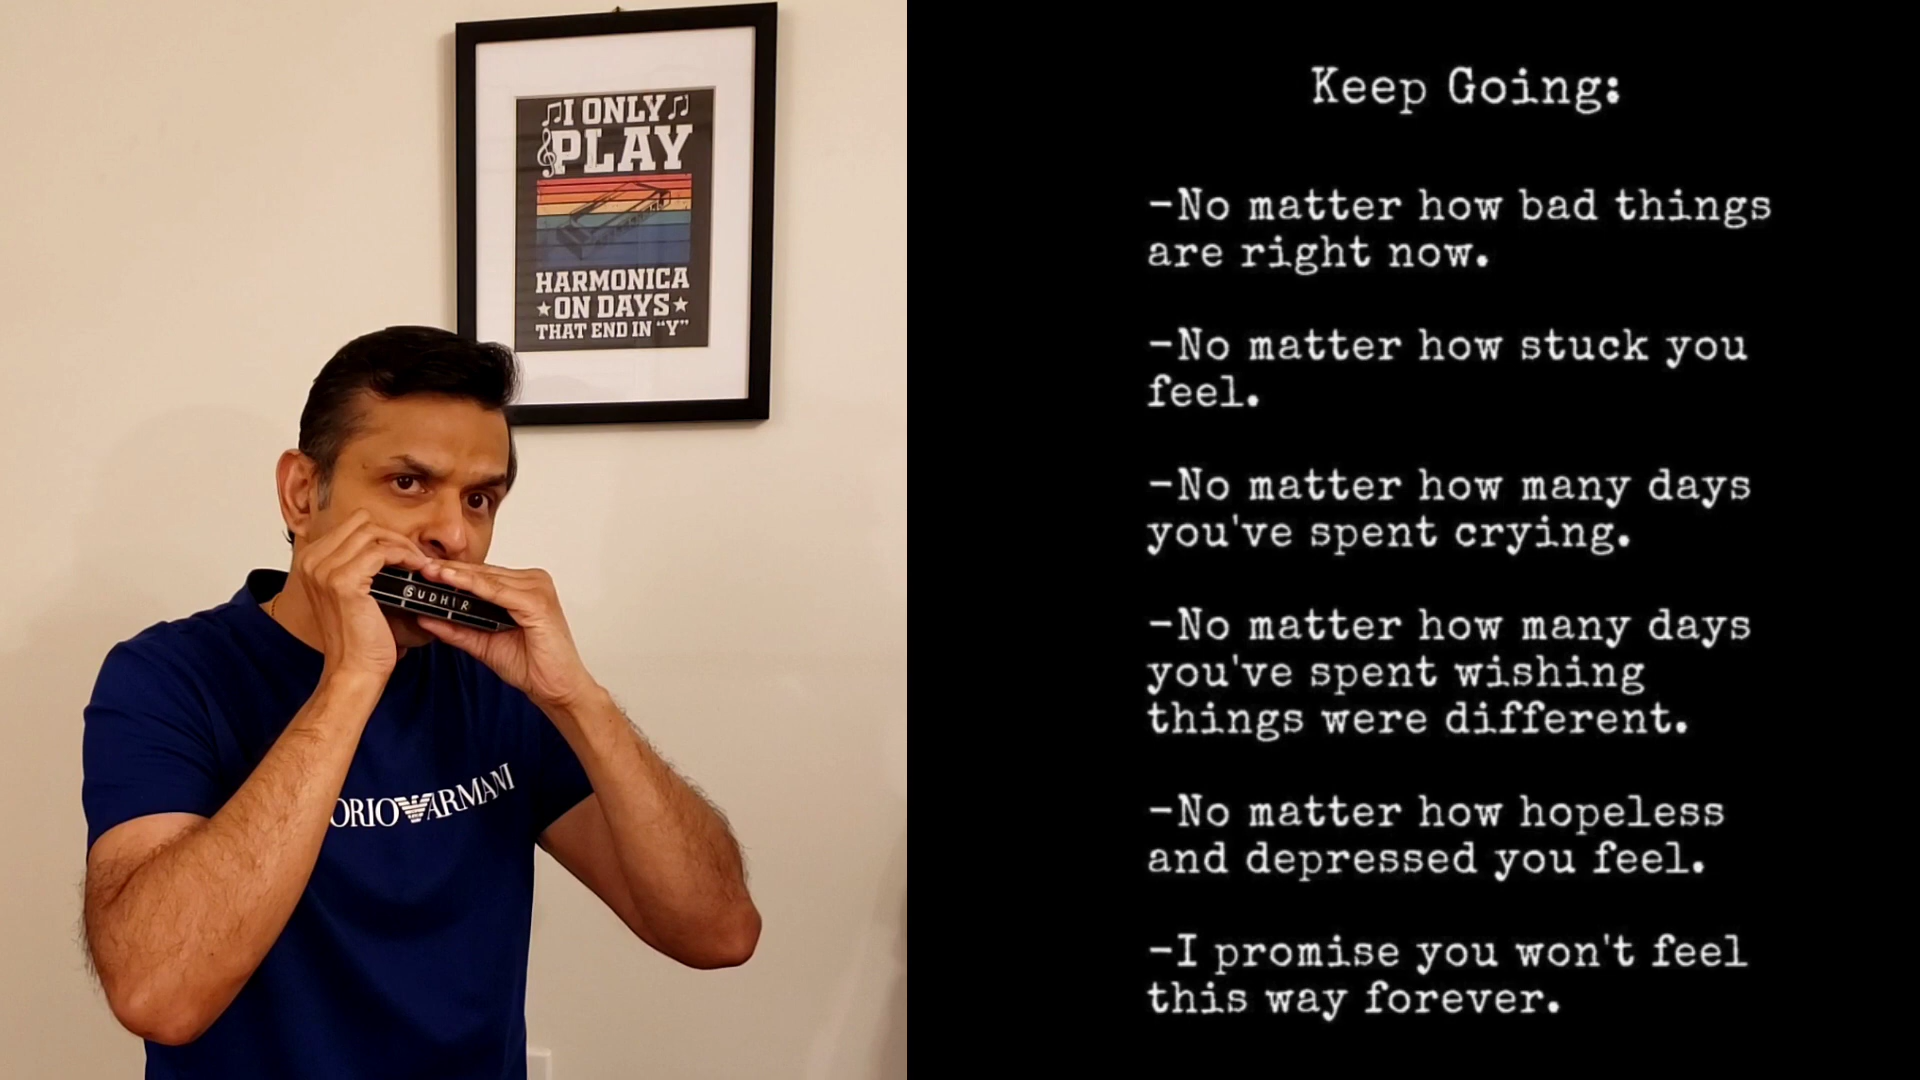 I ONLY
PLAY
HARMONICA
ON DAYS
THAT END IN "Y"
SUDHIR
ORIO ARMANI
Keep Going:
-No matter how bad things
are right now.
-No matter how stuck you
feel.
-No matter how many days
you've spent crying.
-No matter how many days
you've spent wishing
things were different.
-No matter how hopeless
and depressed you feel.
-I promise you won't feel
this way forever.